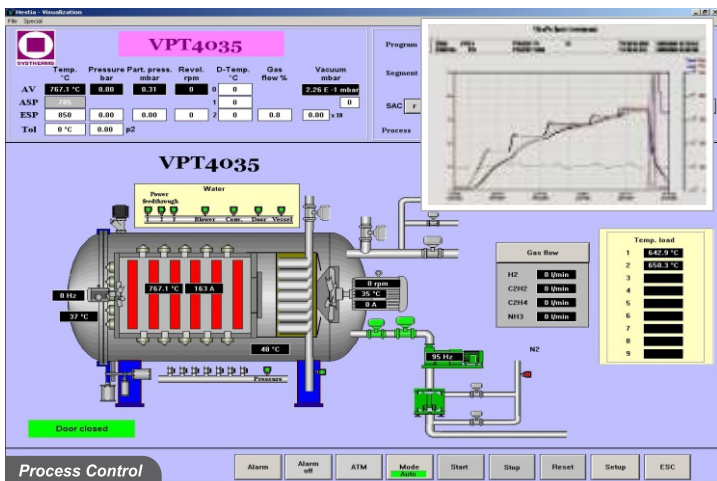 Hestia - Visualization
File Special
SYSTHERMS
VPT4035
Temp. °C Pressure bar Part. press. mbar Revol. rpm D-Temp. °C Gas flow % Vacuum mbar
AV 767.1 °C 0.00 0.31 0 0 0 2.26 E -1 mbar
ASP 785 1 0 0
ESP 850 0.00 0.00 0 2 0 0.0 0.00 x 10
Tol 0 °C 0.00 p2
Program
Segment
SAC F
Process
VPT4035
Water
Power feedthrough
1 2 3 Blower Conv. Door Vessel
0 Hz
37 °C
767.1 °C 163 A
0 rpm
35 °C
0 A
48 °C
Pressure
95 Hz
N2
Gas flow
H2 0 l/min
C2H2 0 l/min
C2H4 0 l/min
NH3 0 l/min
Temp. load
1 642.9 °C
2 650.3 °C
3
4
5
6
7
8
9
Door closed
Process Control
Alarm
Alarm off
ATM
Mode
Auto
Start
Stop
Reset
Setup
ESC